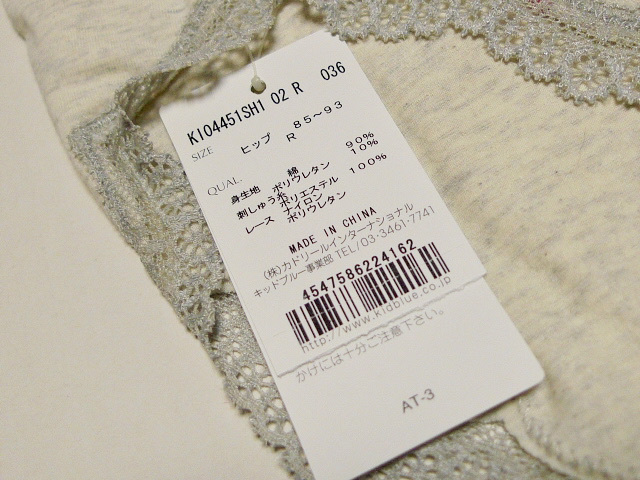 KI04451SHI 02 R 036
SIZE ヒップ 85～93
R
QUAL.
身生地 綿 90%
ポリウレタン 10%
刺しゅう糸 ポリエステル 100%
レース ナイロン
ポリウレタン
MADE IN CHINA
(株)カドリールインターナショナル
キッドブルー事業部 TEL/03-3461-7741
4547586224162
http://www.kidblue.co.jp
かけには十分ご注意下さい。
AT-3